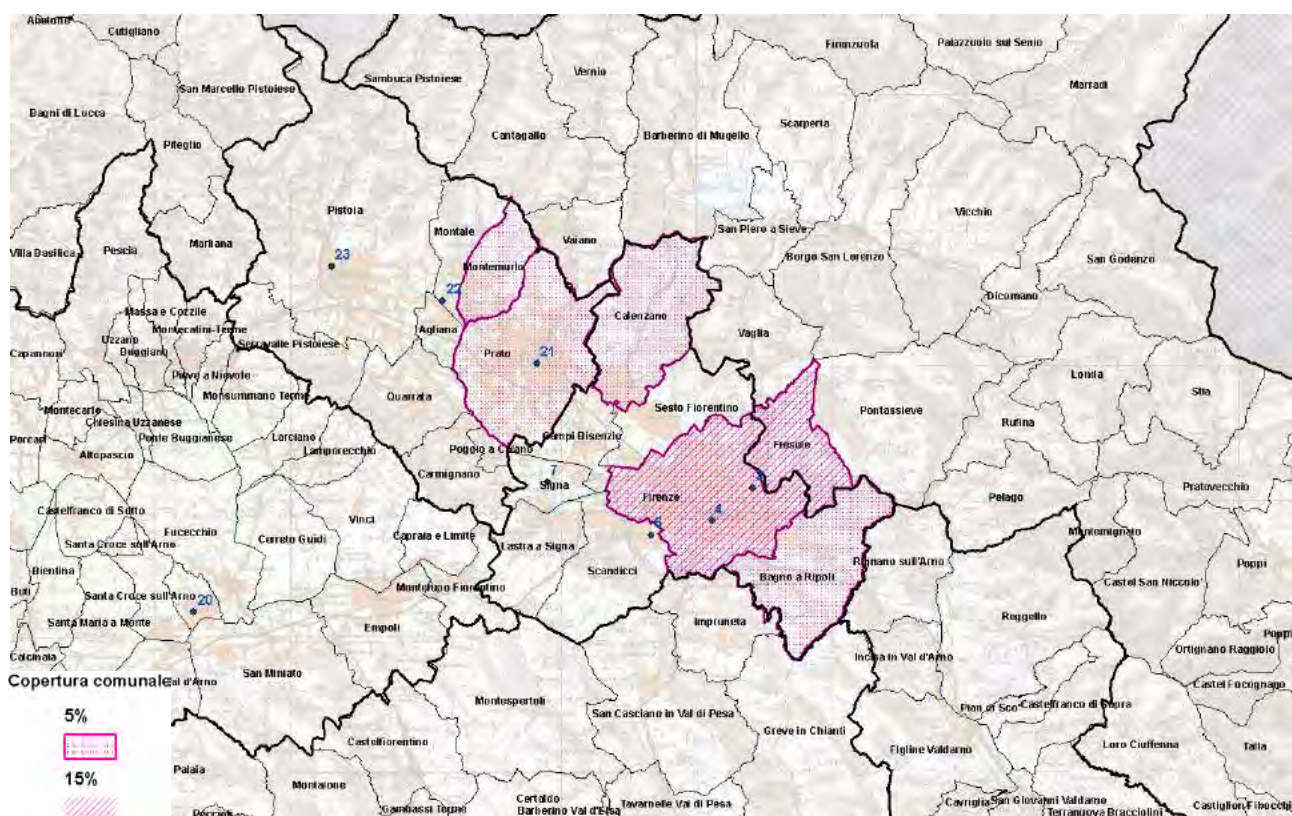 Abetone
Cutigliano
Firenzuola
Palazzuolo sul Senio
Sambuca Pistoiese
Vernio
Marradi
San Marcello Pistoiese
Bagni di Lucca
Scarperia
Cantagallo
Barberino di Mugello
Piteglio
Pistoia
Vicchio
Montale
Vaiano
San Piero a Sieve
Villa Basilica
Pescia
Marliana
23
Montemurlo
Borgo San Lorenzo
San Godenzo
22
Dicomano
Massa e Cozzile
Calenzano
Montecatini-Terme
Agliana
Vaglia
Uzzano
Serravalle Pistoiese
Buggiano
Capannori
Prato
21
Pieve a Nievole
Londa
Quarrata
Stia
Monsummano Terme
Sesto Fiorentino
Pontassieve
Montecarlo
Chiesina Uzzanese
Rufina
Porcari
Ponte Buggianese
Larciano
Campi Bisenzio
Fiesole
Altopascio
Lamporecchio
Poggio a Caiano
Carmignano
7
Signa
Firenze
Pelago
Pratovecchio
Castelfranco di Sotto
Vinci
4
Fucecchio
6
Montemignaio
Santa Croce sull'Arno
Cerreto Guidi
Capraia e Limite
Lastra a Signa
Rignano sull'Arno
Poppi
Bientina
Scandicci
Bagno a Ripoli
Castel San Niccolo'
Buti
Santa Croce sull'Arno
20
Montelupo Fiorentino
Santa Maria a Monte
Empoli
Impruneta
Reggello
Poppi
Calcinaia
Incisa in Val d'Arno
Ortignano Raggiolo
San Miniato
Copertura comunale
Val d'Arno
Castel Focognano
Montespertoli
Pian di Sco'
Castelfranco di Sopra
5%
San Casciano in Val di Pesa
Greve in Chianti
Castelfiorentino
Figline Valdarno
Loro Ciuffenna
Talla
Palaia
15%
Montaione
Certaldo
Tavarnelle Val di Pesa
Cavriglia
San Giovanni Valdarno
Gambassi Terme
Barberino Val d'Elsa
Terranuova Bracciolini
Castiglion Fibocchi
Peccioli